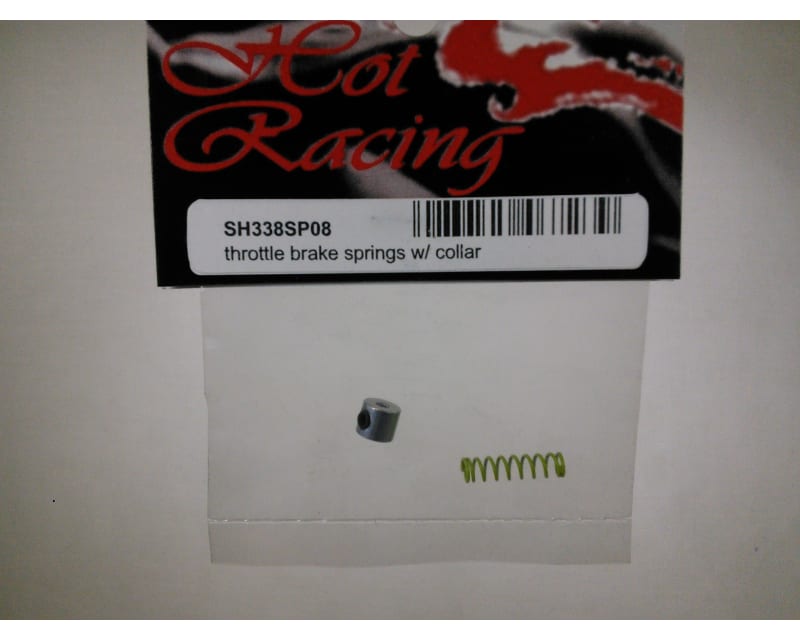 Hot
Racing
SH338SP08
throttle brake springs w/ collar